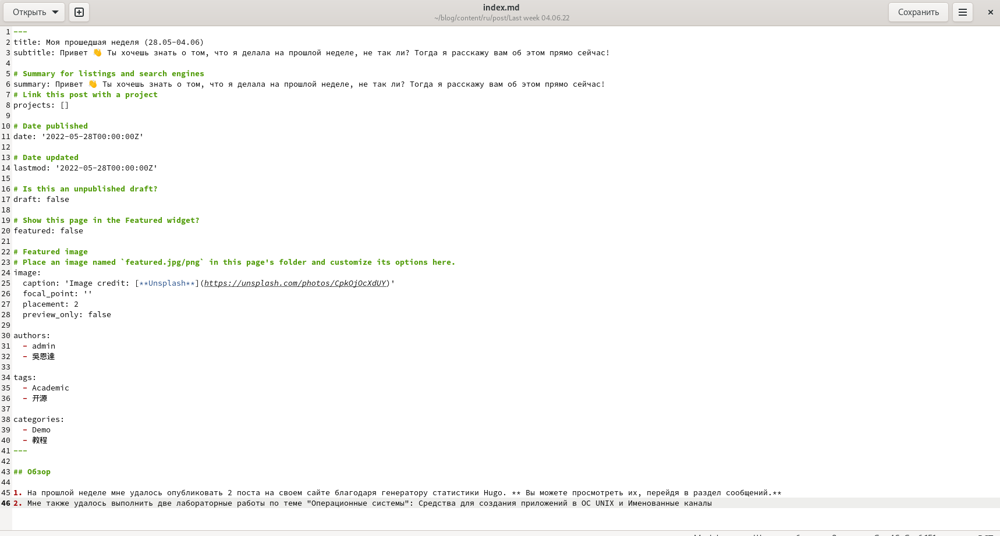 Открыть
index.md
~/blog/content/ru/post/Last week 04.06.22
Сохранить
1 ---
2 title: Моя прошедшая неделя (28.05-04.06)
3 subtitle: Привет 👋 Ты хочешь знать о том, что я делала на прошлой неделе, не так ли? Тогда я расскажу вам об этом прямо сейчас!
4
5 # Summary for listings and search engines
6 summary: Привет 👋 Ты хочешь знать о том, что я делала на прошлой неделе, не так ли? Тогда я расскажу вам об этом прямо сейчас!
7 # Link this post with a project
8 projects: []
9
10 # Date published
11 date: '2022-05-28T00:00:00Z'
12
13 # Date updated
14 lastmod: '2022-05-28T00:00:00Z'
15
16 # Is this an unpublished draft?
17 draft: false
18
19 # Show this page in the Featured widget?
20 featured: false
21
22 # Featured image
23 # Place an image named `featured.jpg/png` in this page's folder and customize its options here.
24 image:
25   caption: 'Image credit: [**Unsplash**](https://unsplash.com/photos/CpkOjOcXdUY)'
26   focal_point: ''
27   placement: 2
28   preview_only: false
29
30 authors:
31   - admin
32   - 吳恩達
33
34 tags:
35   - Academic
36   - 开源
37
38 categories:
39   - Demo
40   - 教程
41 ---
42
43 ## Обзор
44
45 1. На прошлой неделе мне удалось опубликовать 2 поста на своем сайте благодаря генератору статистики Hugo. ** Вы можете просмотреть их, перейдя в раздел сообщений.**
46 2. Мне также удалось выполнить две лабораторные работы по теме "Операционные системы": Средства для создания приложений в ОС UNIX и Именованные каналы